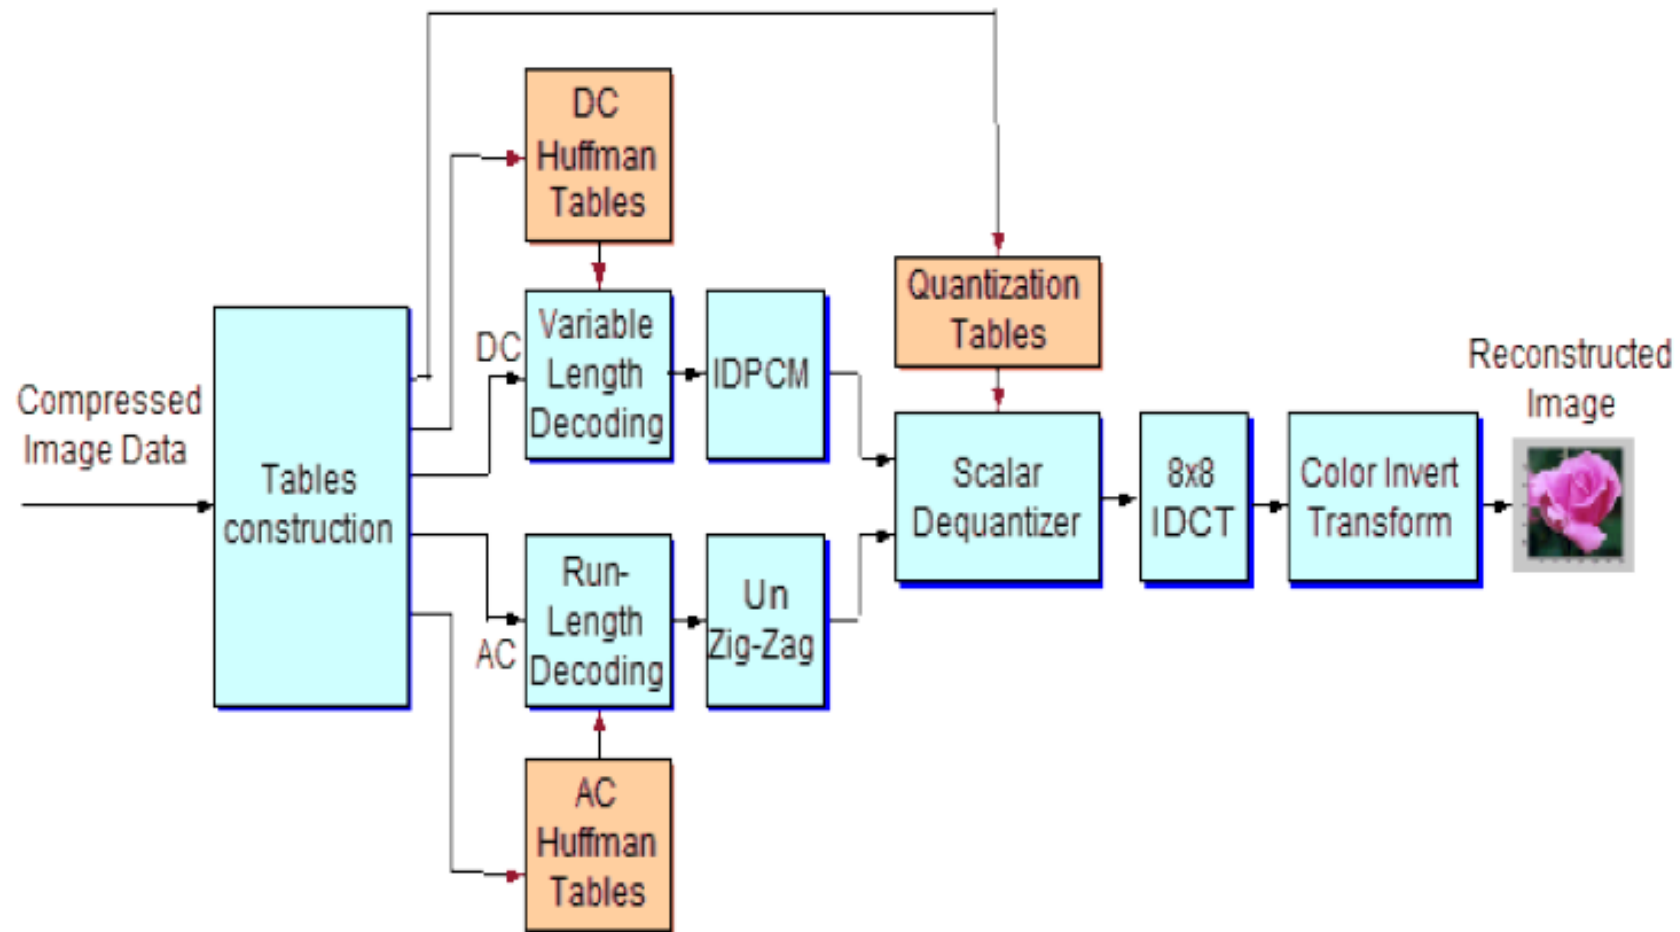 Compressed
Image Data
Tables
construction
DC
Huffman
Tables
DC
Variable
Length
Decoding
IDPCM
AC
Run-
Length
Decoding
Un
Zig-Zag
AC
Huffman
Tables
Quantization
Tables
Scalar
Dequantizer
8x8
IDCT
Color Invert
Transform
Reconstructed
Image